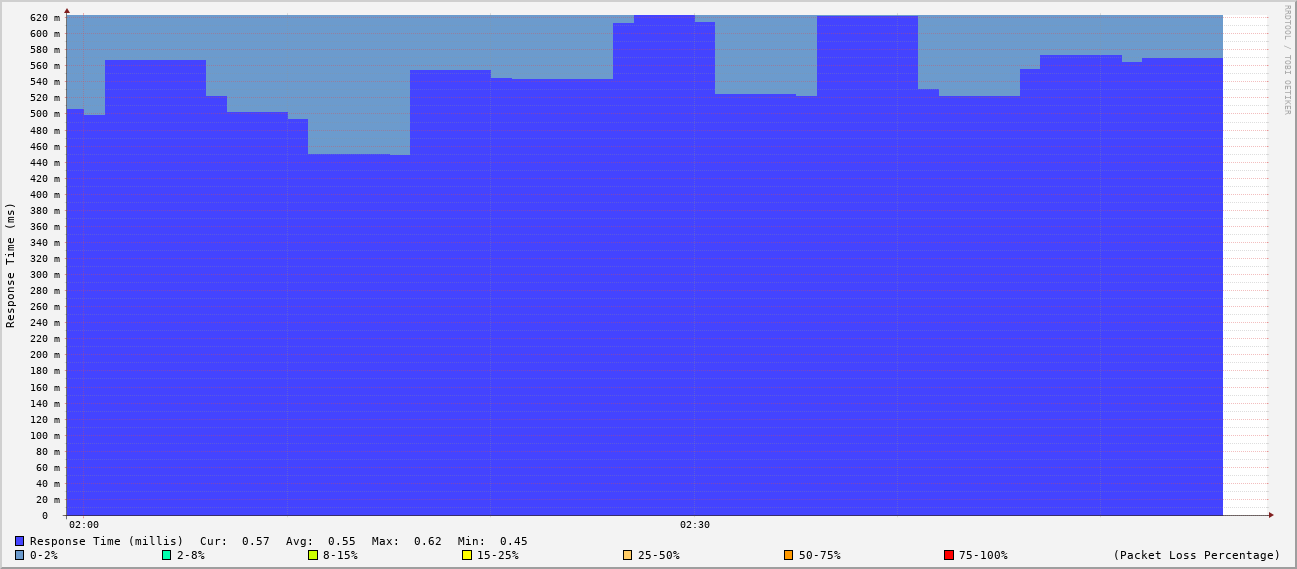 RRDTOOL / TOBI OETIKER
Response Time (ms)
620 m
600 m
580 m
560 m
540 m
520 m
500 m
480 m
460 m
440 m
420 m
400 m
380 m
360 m
340 m
320 m
300 m
280 m
260 m
240 m
220 m
200 m
180 m
160 m
140 m
120 m
100 m
80 m
60 m
40 m
20 m
0
02:00 02:30
Response Time (millis) Cur: 0.57 Avg: 0.55 Max: 0.62 Min: 0.45
0-2% 2-8% 8-15% 15-25% 25-50% 50-75% 75-100% (Packet Loss Percentage)